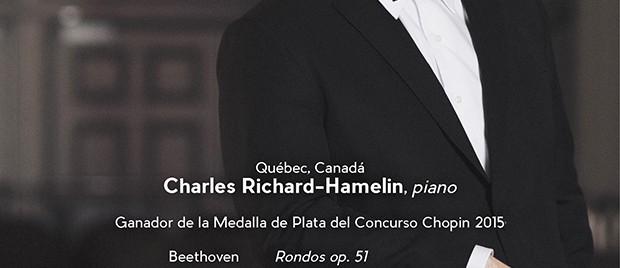 Québec, Canadá
Charles Richard-Hamelin, piano
Ganador de la Medalla de Plata del Concurso Chopin 2015
Beethoven Rondos op. 51